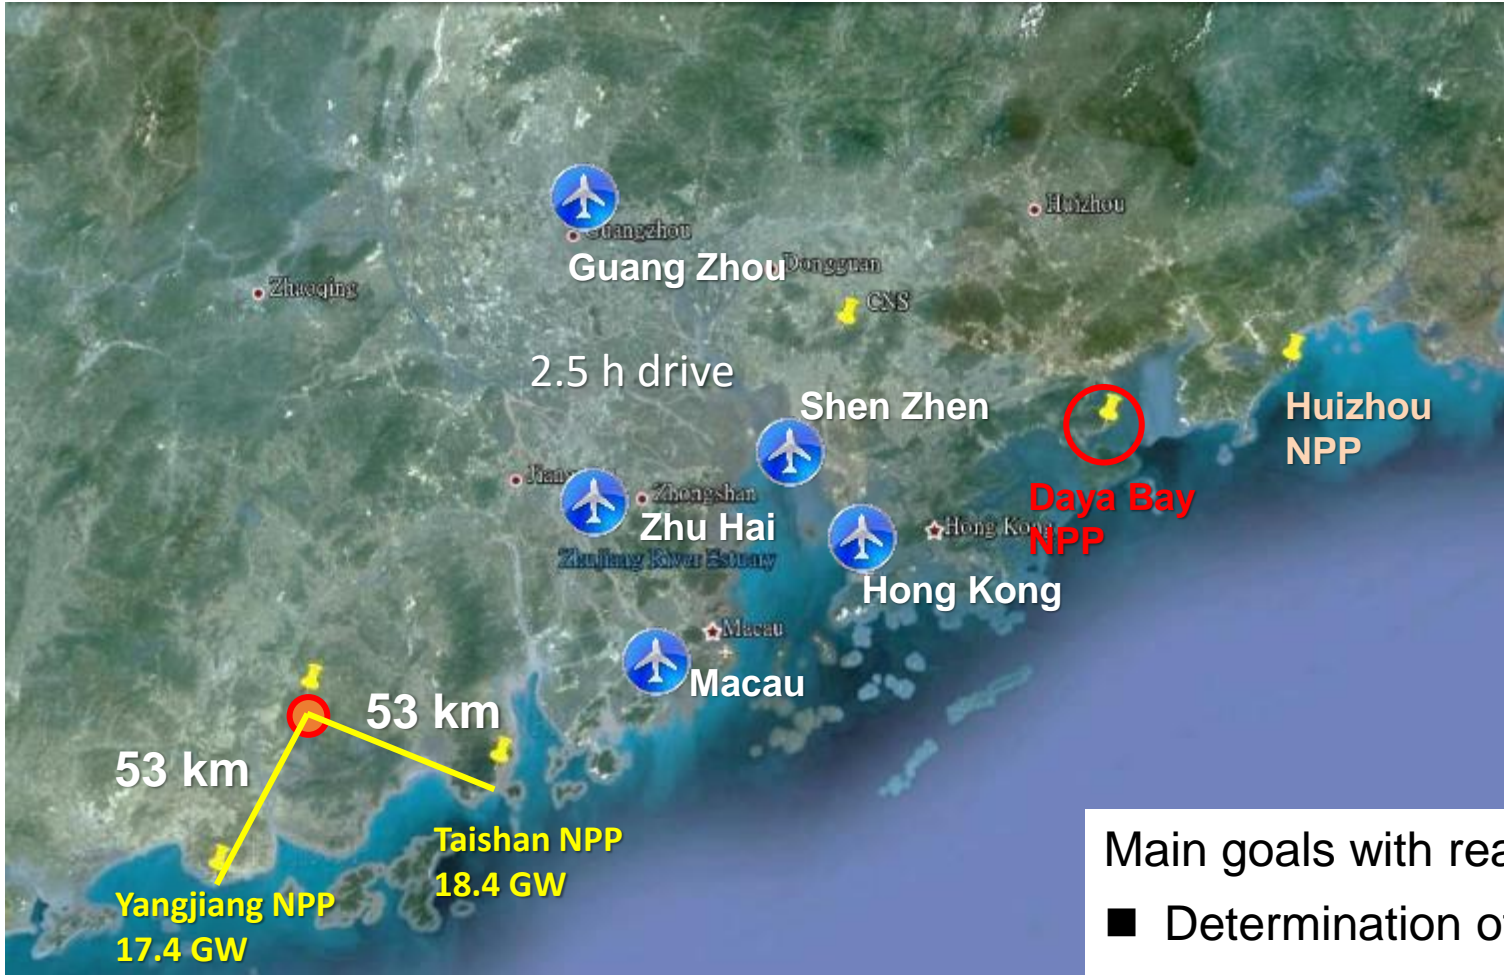 Huizhou
Guangzhou
Guang Zhou
Dongguan
Zhaoqing
CNS
2.5 h drive
Shen Zhen
Huizhou
NPP
Daya Bay
NPP
Zhongshan
Zhu Hai
Hong Kong
Zhujiang River Estuary
Hong Kong
Macau
Macau
53 km
53 km
Taishan NPP
18.4 GW
Yangjiang NPP
17.4 GW
Main goals with rea
■ Determination of